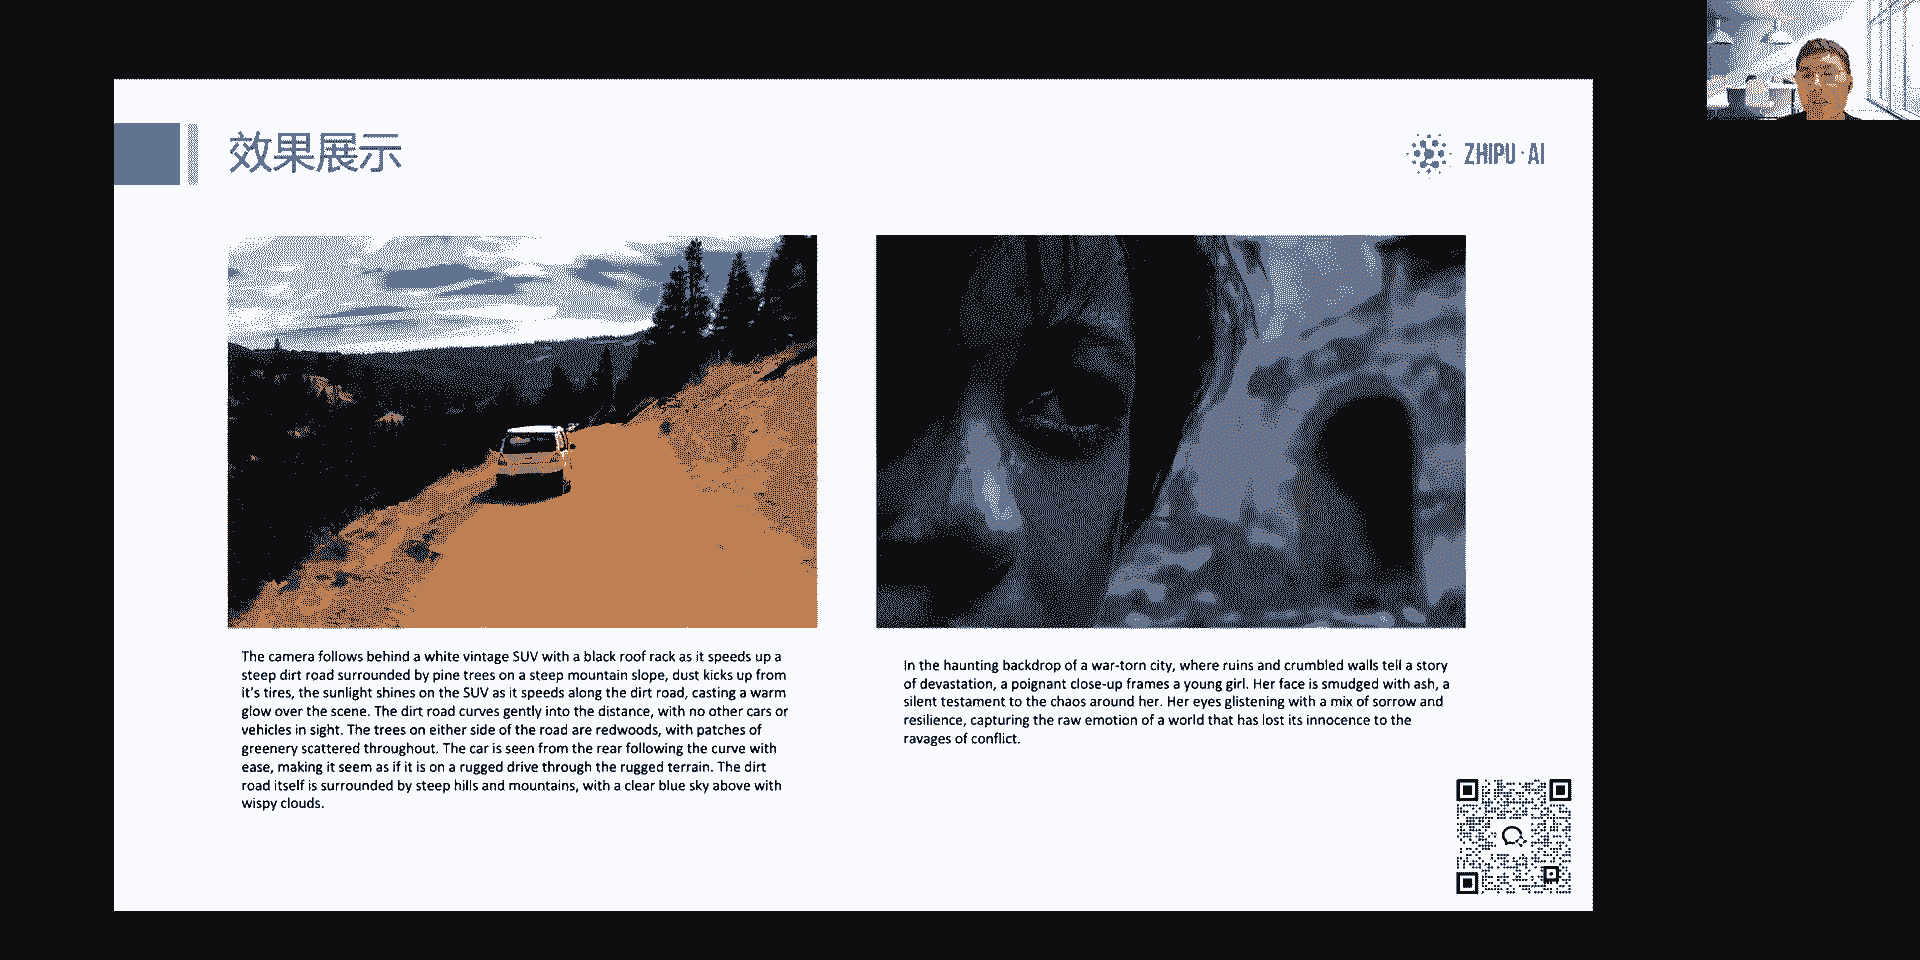 效果展示
ZHIPU·AI
The camera follows behind a white vintage SUV with a black roof rack as it speeds up a
steep dirt road surrounded by pine trees on a steep mountain slope, dust kicks up from
it's tires, the sunlight shines on the SUV as it speeds along the dirt road, casting a warm
glow over the scene. The dirt road curves gently into the distance, with no other cars or
vehicles in sight. The trees on either side of the road are redwoods, with patches of
greenery scattered throughout. The car is seen from the rear following the curve with
ease, making it seem as if it is on a rugged drive through the rugged terrain. The dirt
road itself is surrounded by steep hills and mountains, with a clear blue sky above with
wispy clouds.
In the haunting backdrop of a war-torn city, where ruins and crumbled walls tell a story
of devastation, a poignant close-up frames a young girl. Her face is smudged with ash, a
silent testament to the chaos around her. Her eyes glistening with a mix of sorrow and
resilience, capturing the raw emotion of a world that has lost its innocence to the
ravages of conflict.